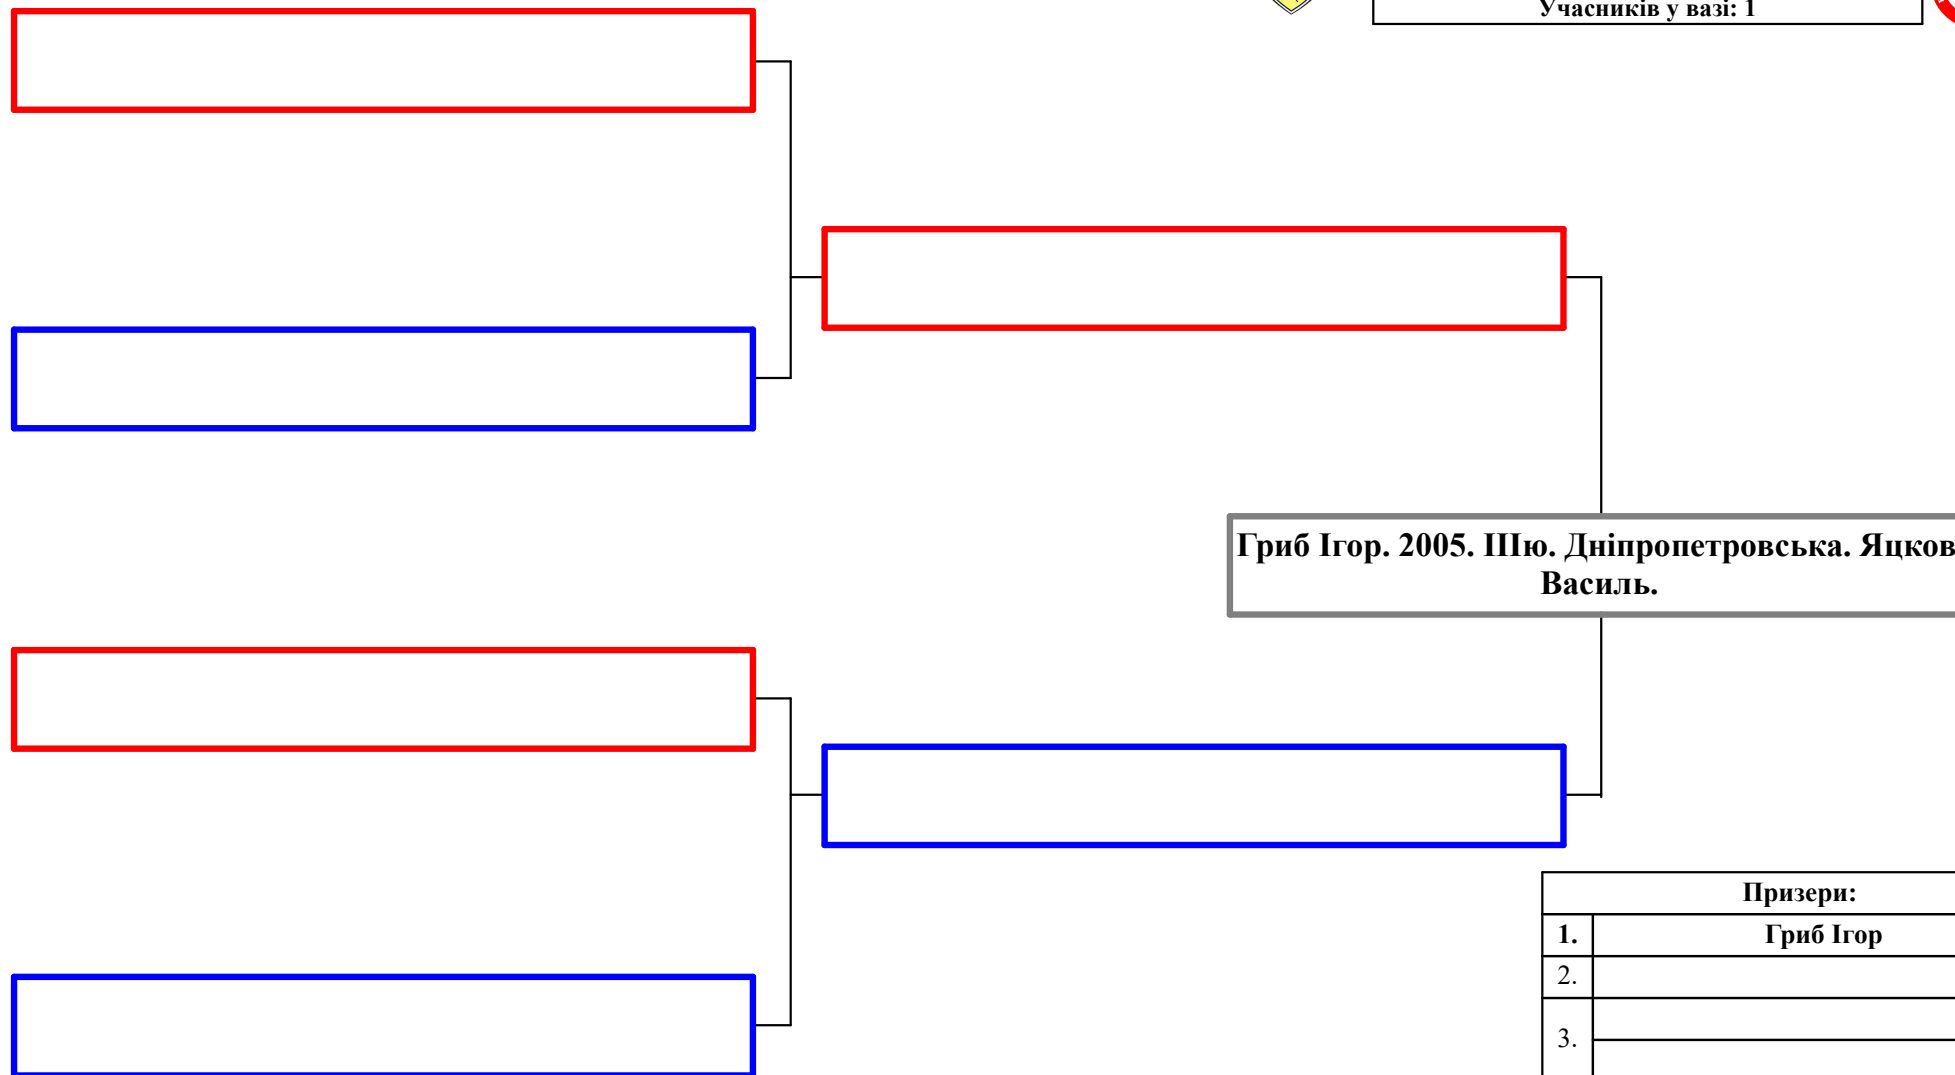 Учасників у вазі: 1
Гриб Ігор. 2005. ІІІю. Дніпропетровська. Яцков
Василь.
Призери:
1. Гриб Ігор
2.
3.